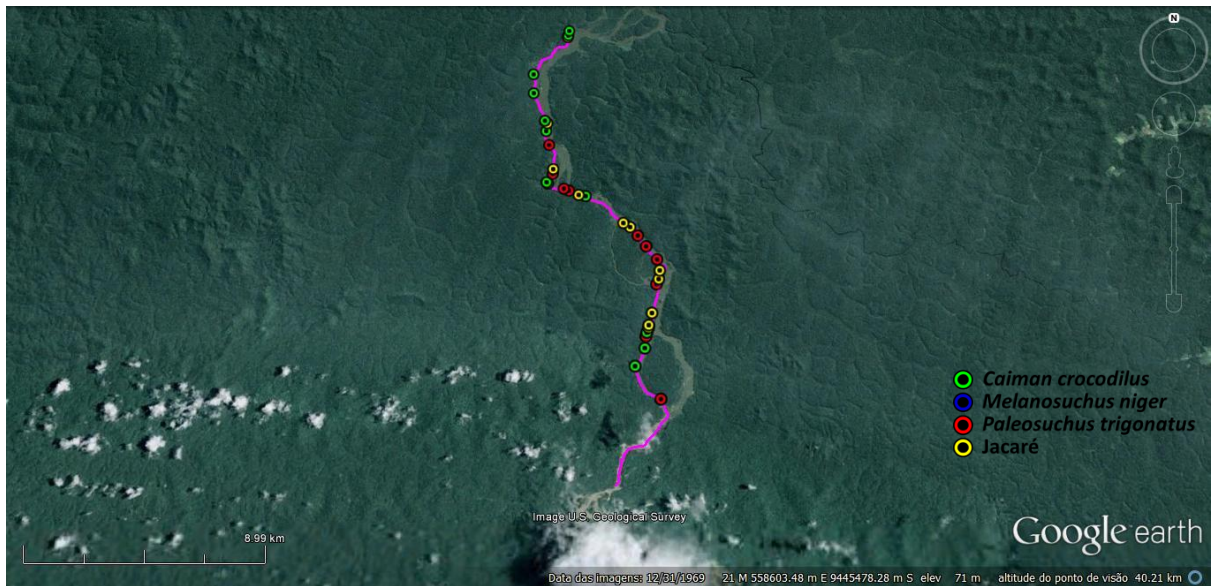 N
Caiman crocodilus
Melanosuchus niger
Paleosuchus trigonatus
Jacaré
Image U.S. Geological Survey
Google earth
8.99 km
Data das imagens: 12/31/1969 21 M 558603.48 m E 9445478.28 m S elev 71 m altitude do ponto de visão 40.21 km